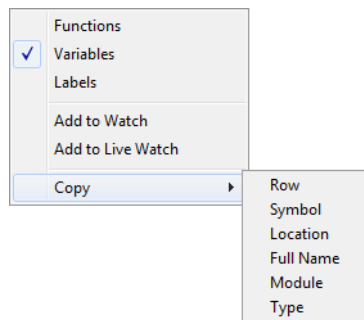 Functions
Variables
Labels
Add to Watch
Add to Live Watch
Copy
Row
Symbol
Location
Full Name
Module
Type